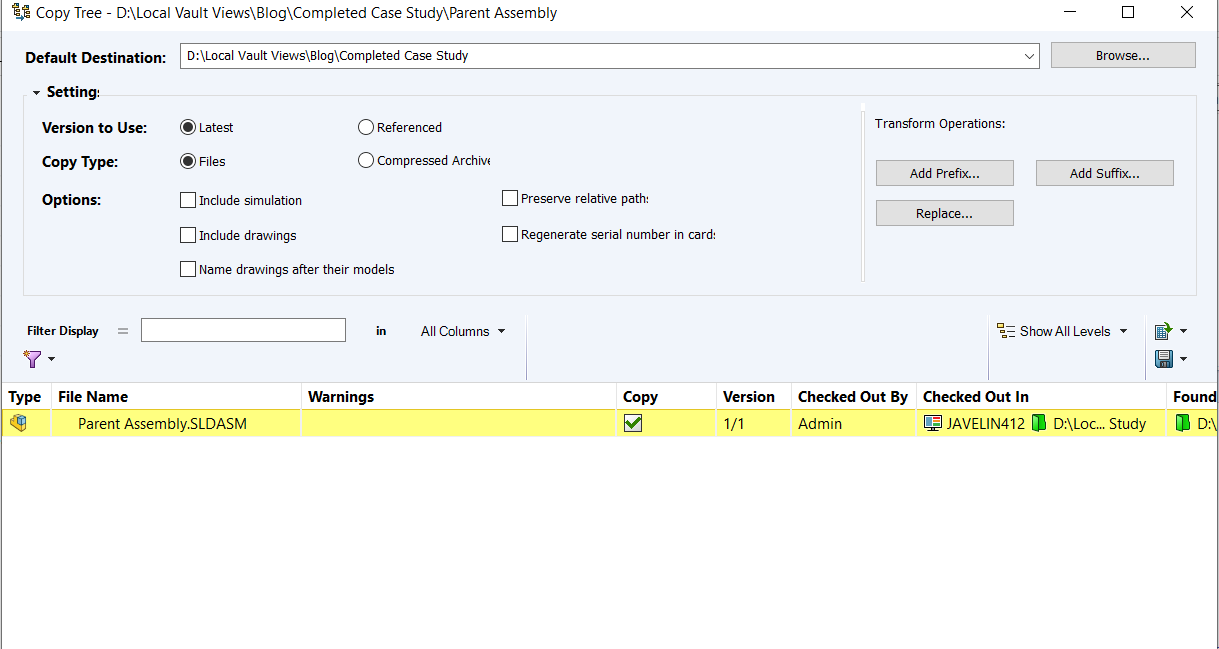 Copy Tree - D:\Local Vault Views\Blog\Completed Case Study\Parent Assembly
Default Destination: D:\Local Vault Views\Blog\Completed Case Study Browse...
Setting:
Version to Use: Latest Referenced
Transform Operations:
Copy Type: Files Compressed Archive
Add Prefix... Add Suffix...
Options: Include simulation Preserve relative path:
Replace...
Include drawings Regenerate serial number in card:
Name drawings after their models
Filter Display = in All Columns Show All Levels
Type File Name Warnings Copy Version Checked Out By Checked Out In Found
Parent Assembly.SLDASM 1/1 Admin JAVELIN412 D:\Loc... Study D:\